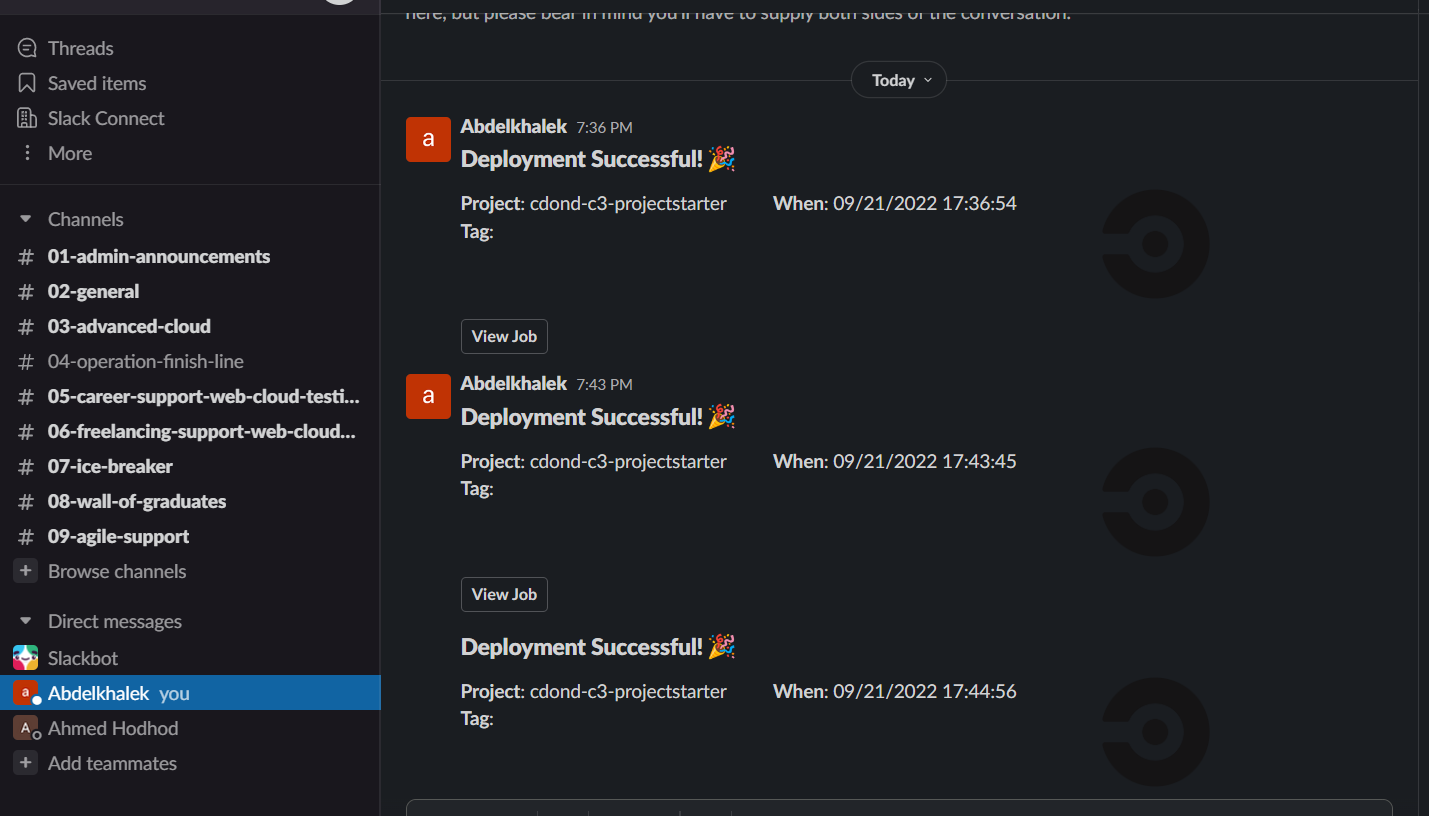 Threads
Saved items
Slack Connect
More
Channels
# 01-admin-announcements
# 02-general
# 03-advanced-cloud
# 04-operation-finish-line
# 05-career-support-web-cloud-testi...
# 06-freelancing-support-web-cloud...
# 07-ice-breaker
# 08-wall-of-graduates
# 09-agile-support
+ Browse channels
Direct messages
Slackbot
a Abdelkhalek you
A Ahmed Hodhod
+ Add teammates
here, but please bear in mind you'll have to supply both sides of the conversation.
Today
a
Abdelkhalek 7:36 PM
Deployment Successful! 🎉
Project: cdond-c3-projectstarter When: 09/21/2022 17:36:54
Tag:
View Job
a
Abdelkhalek 7:43 PM
Deployment Successful! 🎉
Project: cdond-c3-projectstarter When: 09/21/2022 17:43:45
Tag:
View Job
Deployment Successful! 🎉
Project: cdond-c3-projectstarter When: 09/21/2022 17:44:56
Tag: